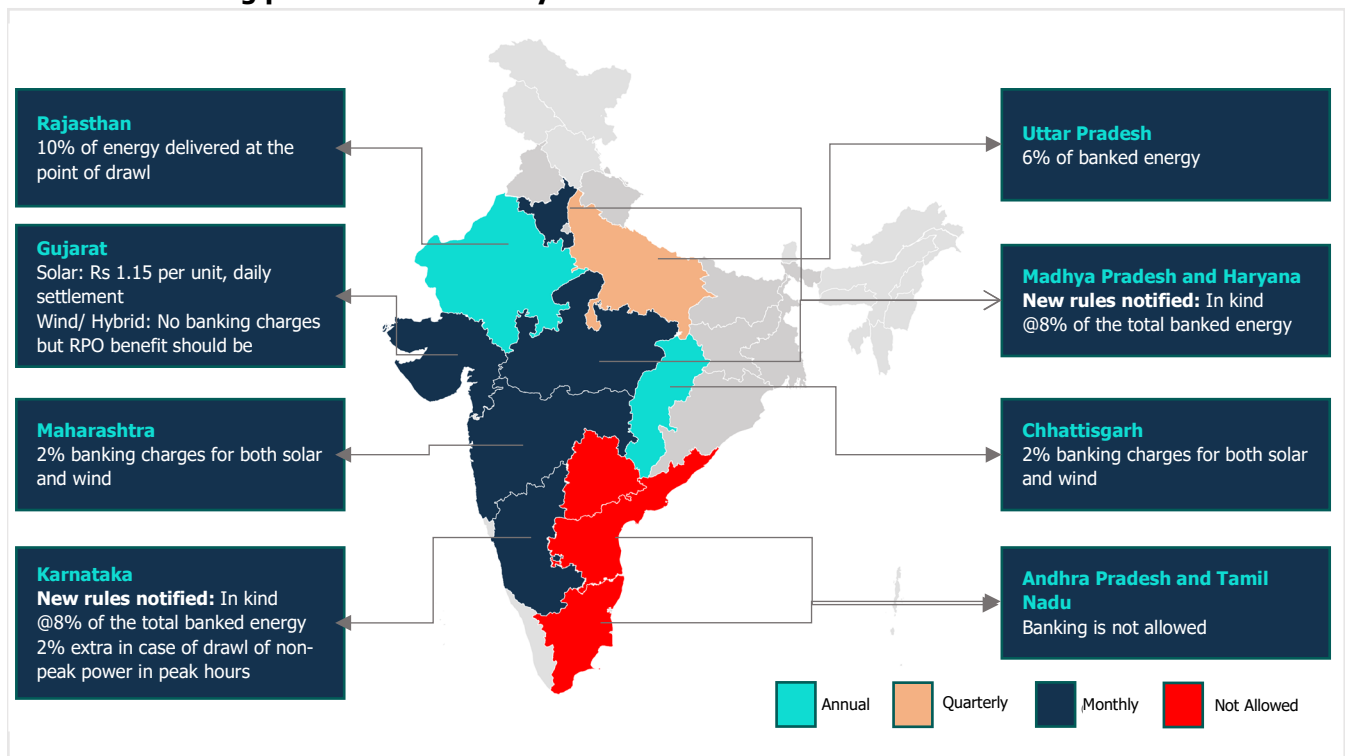 Rajasthan
10% of energy delivered at the
point of drawl
Gujarat
Solar: Rs 1.15 per unit, daily
settlement
Wind/ Hybrid: No banking charges
but RPO benefit should be
Maharashtra
2% banking charges for both solar
and wind
Karnataka
New rules notified: In kind
@8% of the total banked energy
2% extra in case of drawl of non-
peak power in peak hours
Uttar Pradesh
6% of banked energy
Madhya Pradesh and Haryana
New rules notified: In kind
@8% of the total banked energy
Chhattisgarh
2% banking charges for both solar
and wind
Andhra Pradesh and Tamil
Nadu
Banking is not allowed
Annual
Quarterly
Monthly
Not Allowed